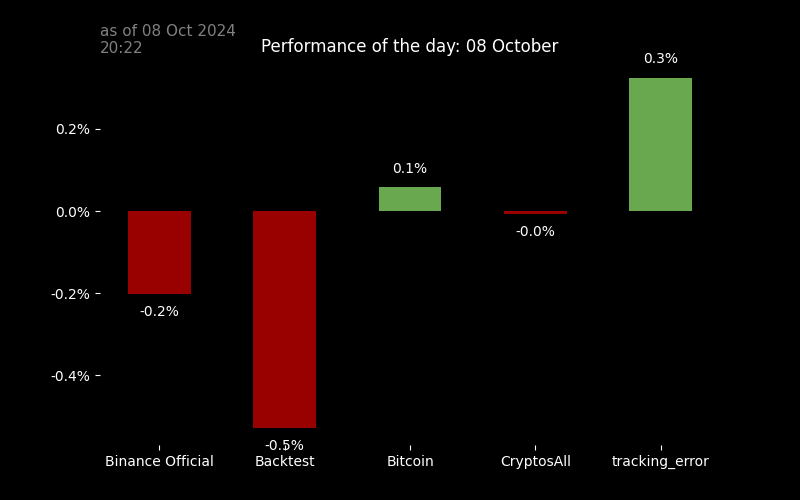 as of 08 Oct 2024
20:22
Performance of the day: 08 October
0.3%
0.2%
0.1%
0.0%
-0.0%
-0.2%
-0.2%
-0.4%
-0.5%
Binance Official
Backtest
Bitcoin
CryptosAll
tracking_error